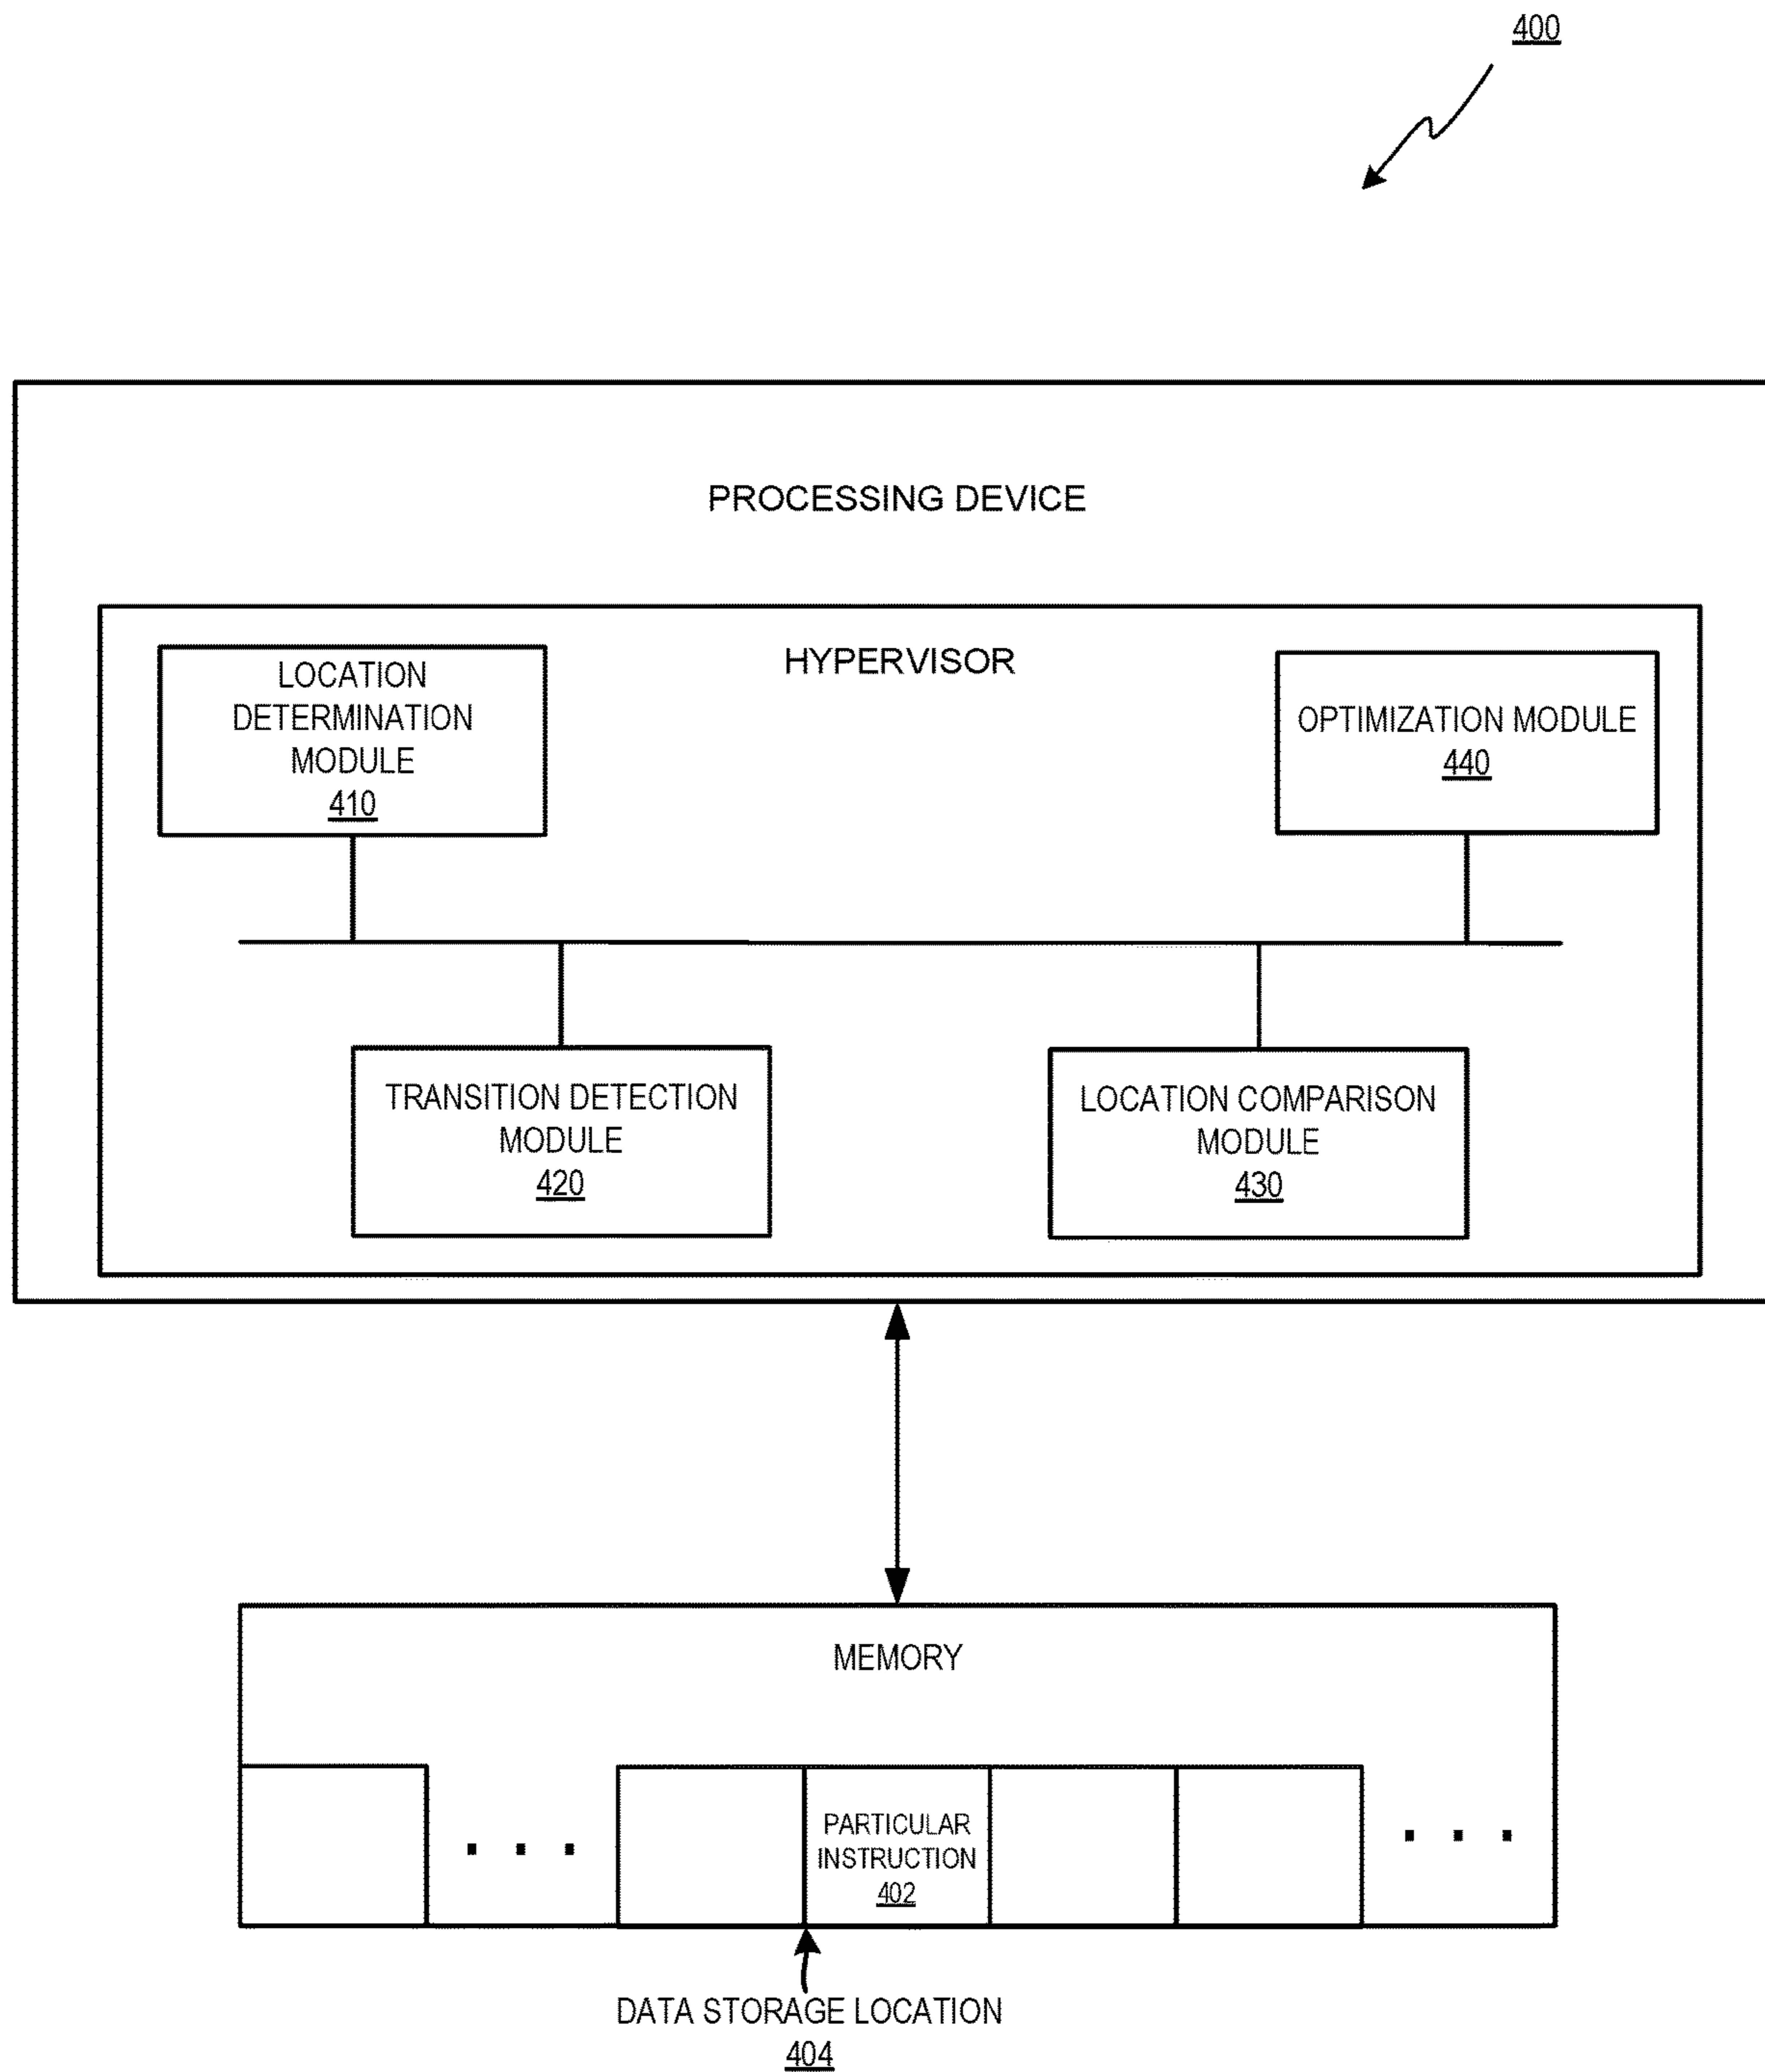 400
PROCESSING DEVICE
HYPERVISOR
LOCATION
DETERMINATION
MODULE
410
OPTIMIZATION MODULE
440
TRANSITION DETECTION
MODULE
420
LOCATION COMPARISON
MODULE
430
MEMORY
PARTICULAR
INSTRUCTION
402
DATA STORAGE LOCATION
404